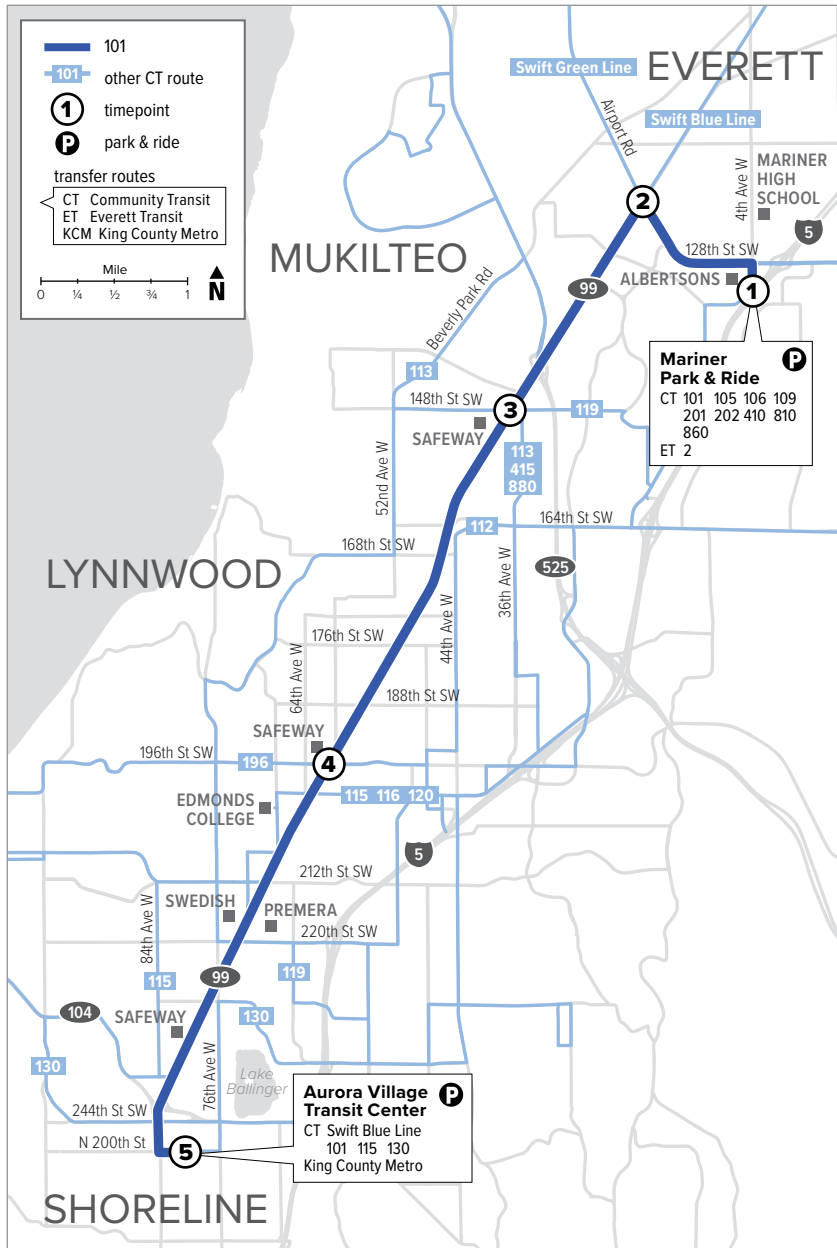 101
101
other CT route
1
timepoint
P
park & ride
transfer routes
CT Community Transit
ET Everett Transit
KCM King County Metro
Mile
0 ¼ ½ ¾ 1
N
EVERETT
Swift Green Line
Swift Blue Line
Airport Rd
4th Ave W
MARINER
HIGH
SCHOOL
5
2
128th St SW
ALBERTSONS
1
MUKILTEO
99
Beverly Park Rd
Mariner
Park & Ride
P
CT 101 105 106 109
201 202 410 810
860
ET 2
113
148th St SW
3
119
SAFEWAY
113
415
880
52nd Ave W
112
164th St SW
168th St SW
LYNNWOOD
525
36th Ave W
44th Ave W
176th St SW
64th Ave W
188th St SW
SAFEWAY
196th St SW
196
4
EDMONDS
COLLEGE
115 116 120
5
212th St SW
SWEDISH
PREMERA
84th Ave W
220th St SW
115
99
119
104
SAFEWAY
130
130
76th Ave W
Lake
Ballinger
244th St SW
N 200th St
5
Aurora Village
Transit Center
P
CT Swift Blue Line
101 115 130
King County Metro
SHORELINE